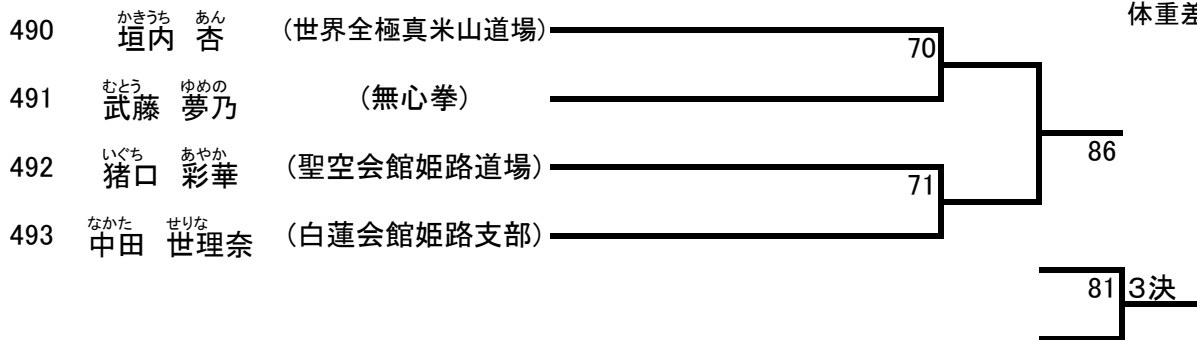 体重差
かきうち あん
490 垣内 杏 (世界全極真米山道場)
70
むとう ゆめの
491 武藤 夢乃 (無心拳)
86
いぐち あやか
492 猪口 彩華 (聖空会館姫路道場)
71
なかた せりな
493 中田 世理奈 (白蓮会館姫路支部)
81 3決